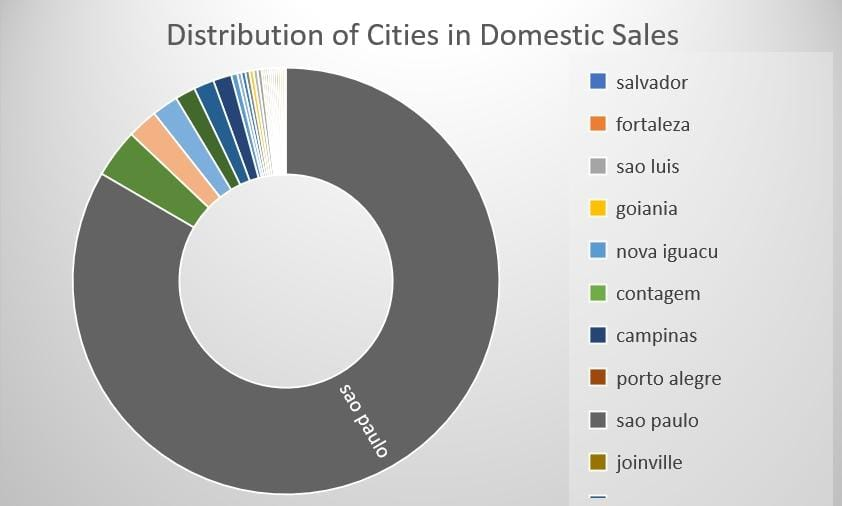 Distribution of Cities in Domestic Sales
salvador
fortaleza
sao luis
goiania
nova iguacu
contagem
campinas
porto alegre
sao paulo
joinville
sao paulo